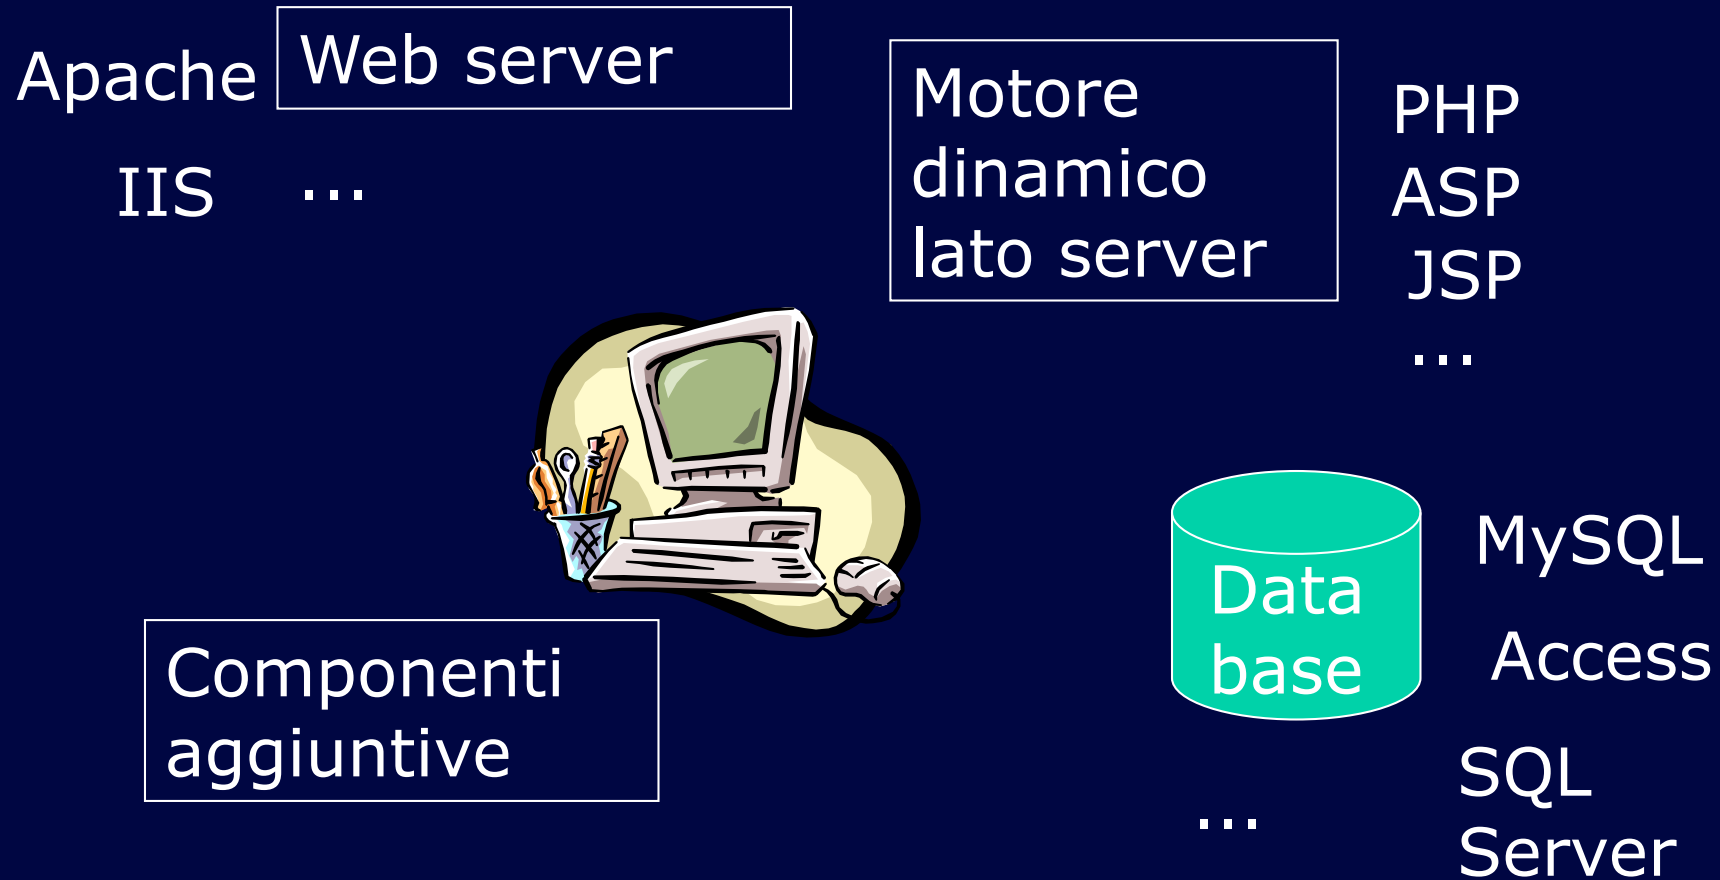 Apache
Web server
IIS
...
Motore
dinamico
lato server
PHP
ASP
JSP
...
Data
base
MySQL
Access
SQL
Server
...
Componenti
aggiuntive